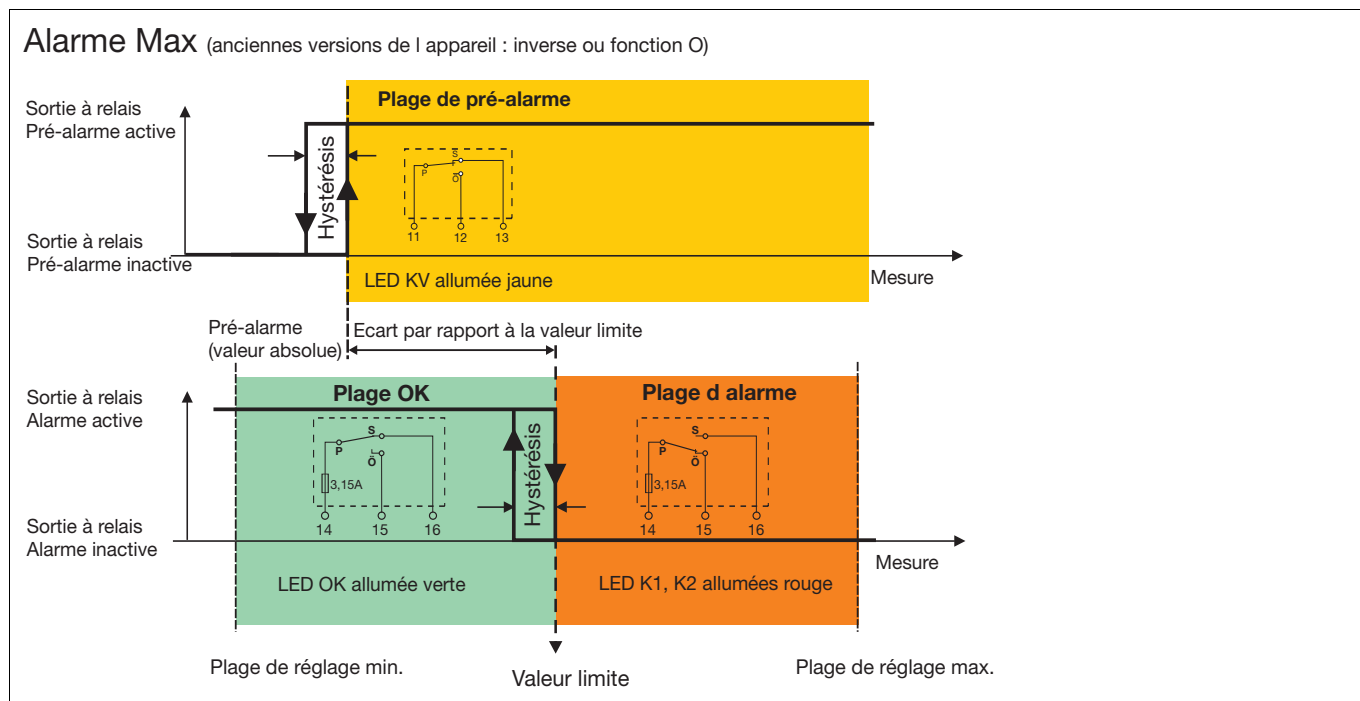 Alarme Max (anciennes versions de l appareil : inverse ou fonction O)
Sortie à relais
Pré-alarme active
Plage de pré-alarme
Hystérésis
S
P
Ö
11 12 13
Sortie à relais
Pré-alarme inactive
LED KV allumée jaune
Mesure
Pré-alarme
(valeur absolue)
Ecart par rapport à la valeur limite
Sortie à relais
Alarme active
Plage OK
S
P
Ö
3,15A
14 15 16
Hystérésis
Plage d alarme
S
P
Ö
3,15A
14 15 16
Sortie à relais
Alarme inactive
Mesure
LED OK allumée verte
LED K1, K2 allumées rouge
Plage de réglage min.
Valeur limite
Plage de réglage max.